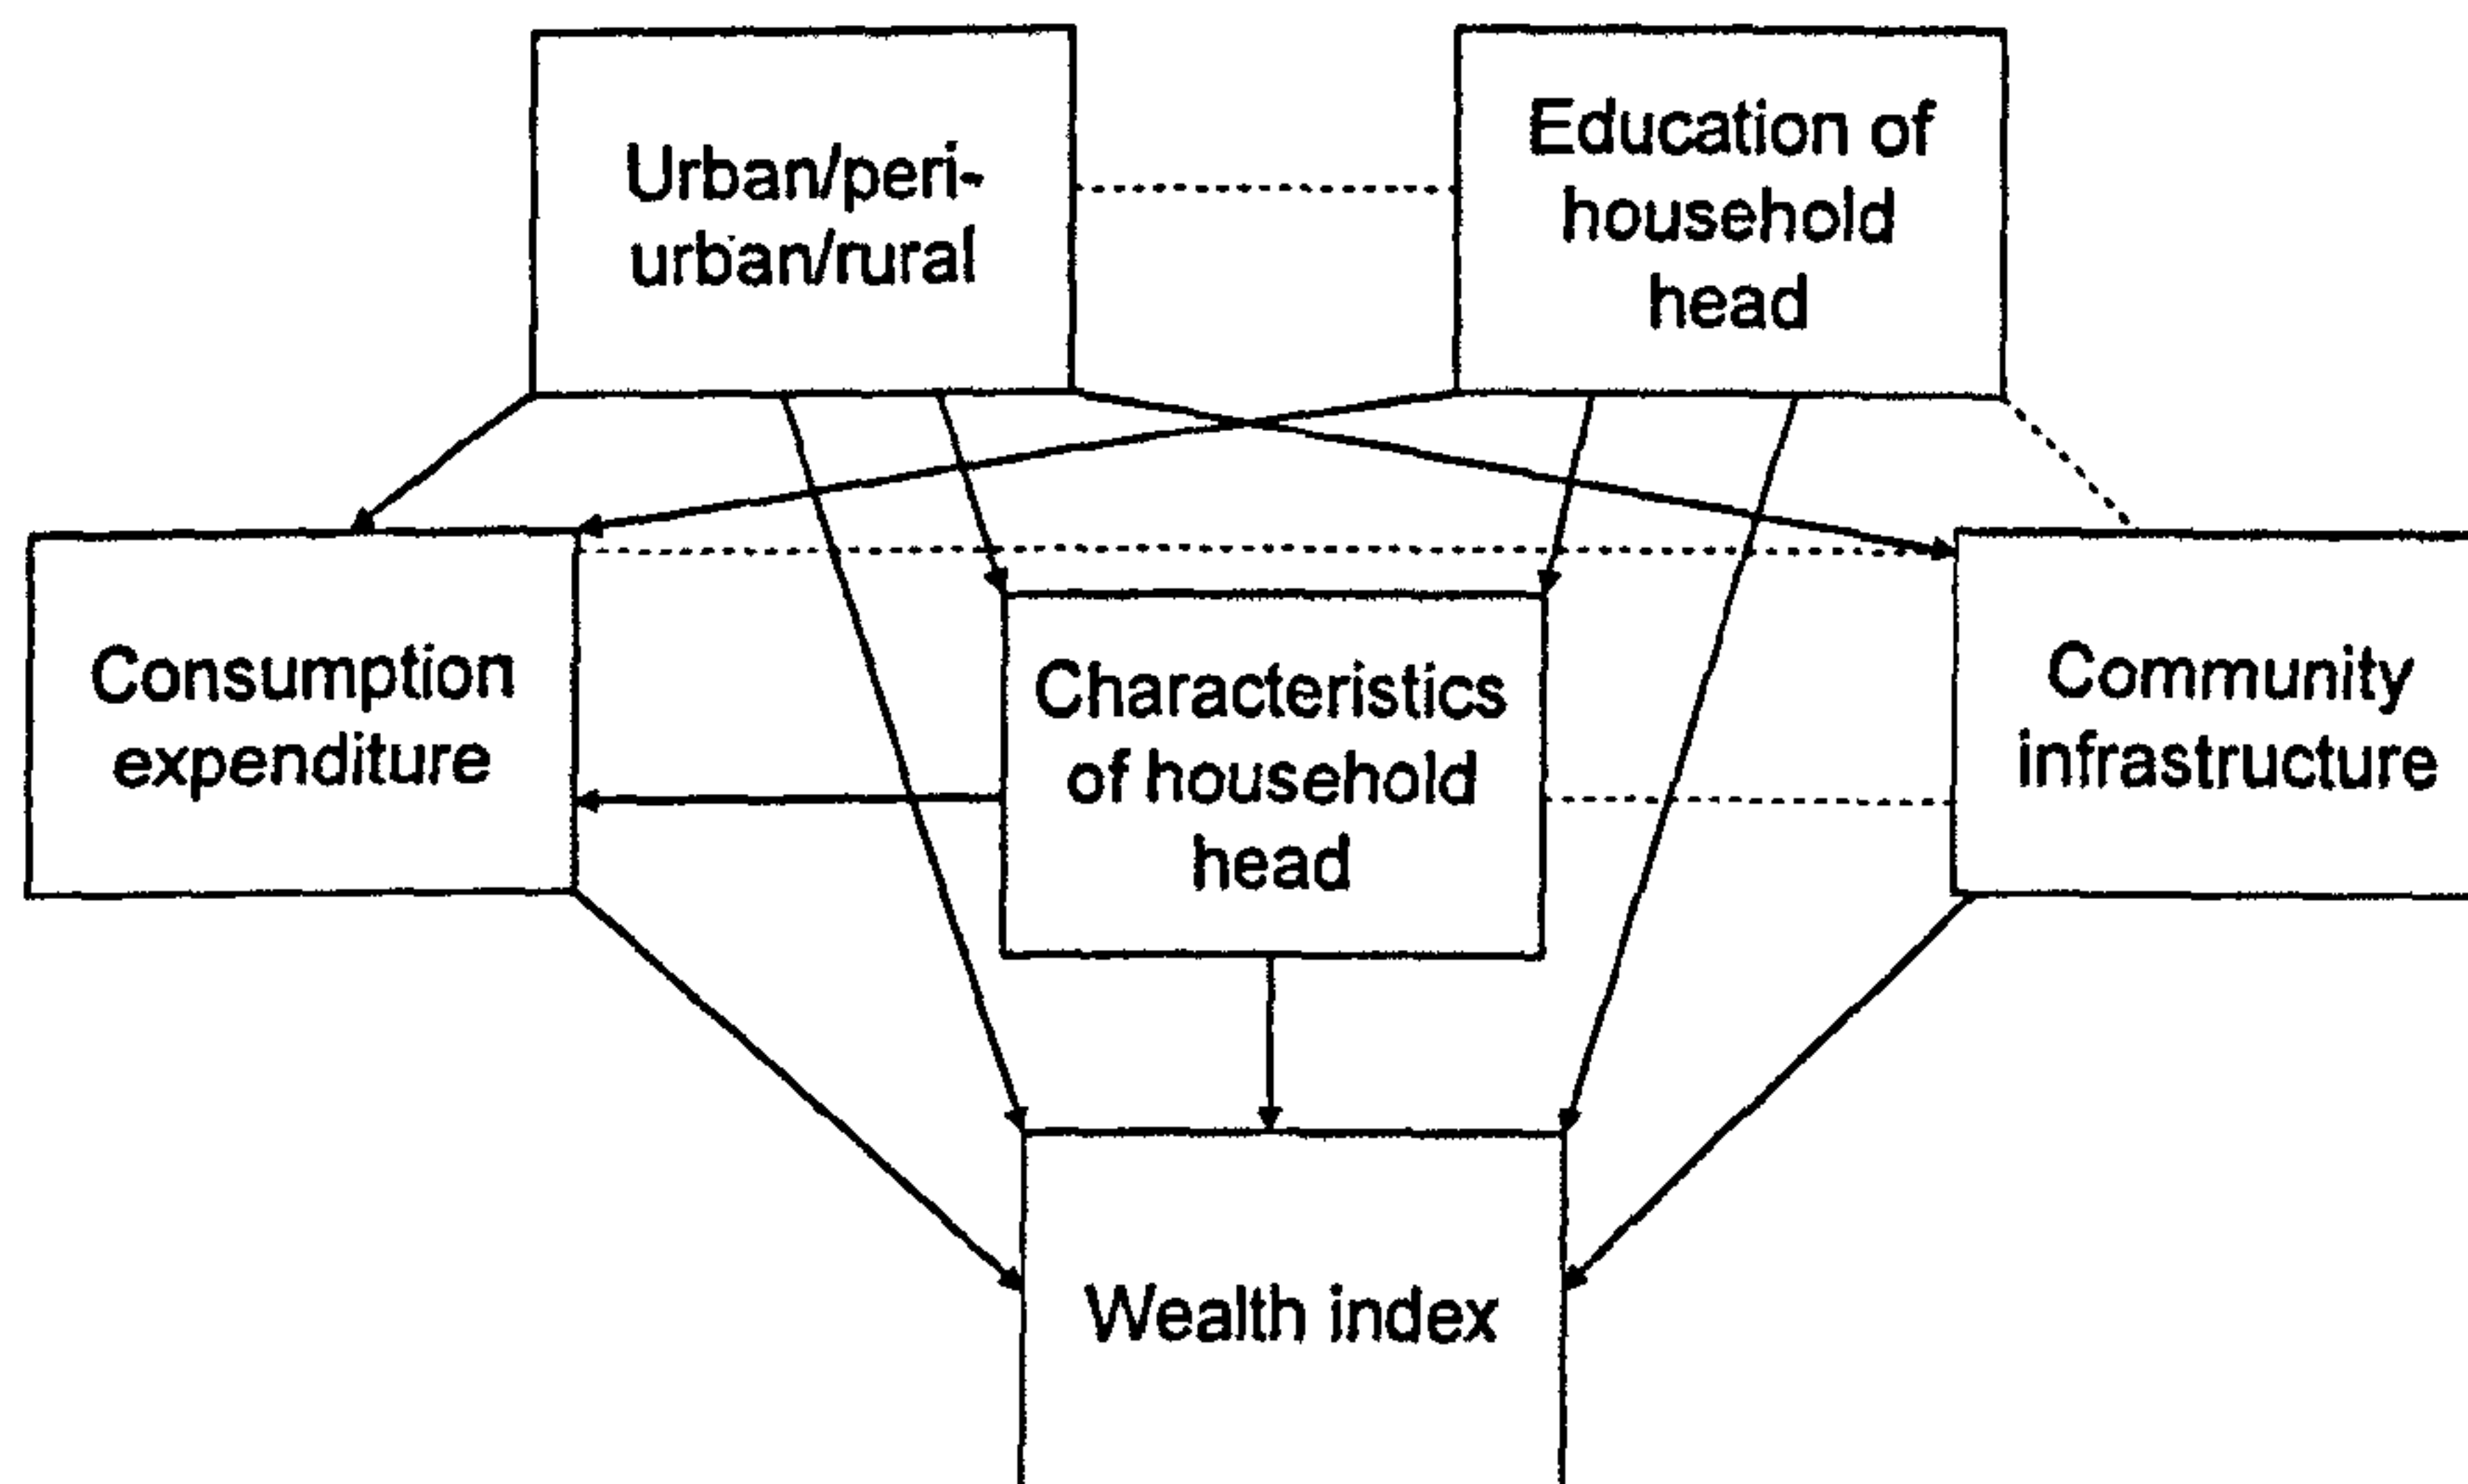 Urban/peri-
urban/rural
Education of
household
head
Consumption
expenditure
Characteristics
of household
head
Community
infrastructure
Wealth index